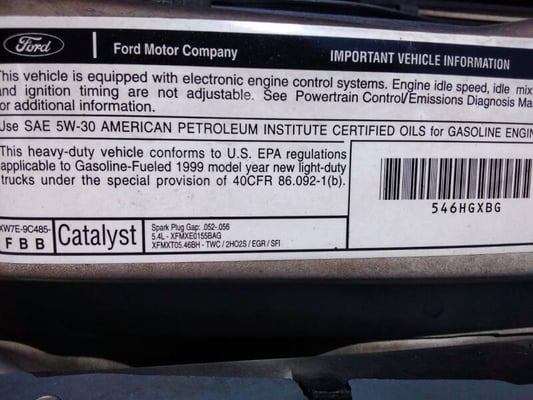 Ford
Ford Motor Company
IMPORTANT VEHICLE INFORMATION
This vehicle is equipped with electronic engine control systems. Engine idle speed, idle mix
and ignition timing are not adjustable. See Powertrain Control/Emissions Diagnosis Ma
or additional information.
Use SAE 5W-30 AMERICAN PETROLEUM INSTITUTE CERTIFIED OILS for GASOLINE ENGIN
This heavy-duty vehicle conforms to U.S. EPA regulations
applicable to Gasoline-Fueled 1999 model year new light-duty
trucks under the special provision of 40CFR 86.092-1(b).
546HGXBG
XW7E-9C485-
FBB
Catalyst
Spark Plug Gap: .052-.056
5.4L - XFMXE0155BAG
XFMXT05.46BH - TWC / 2HO2S / EGR / SFI